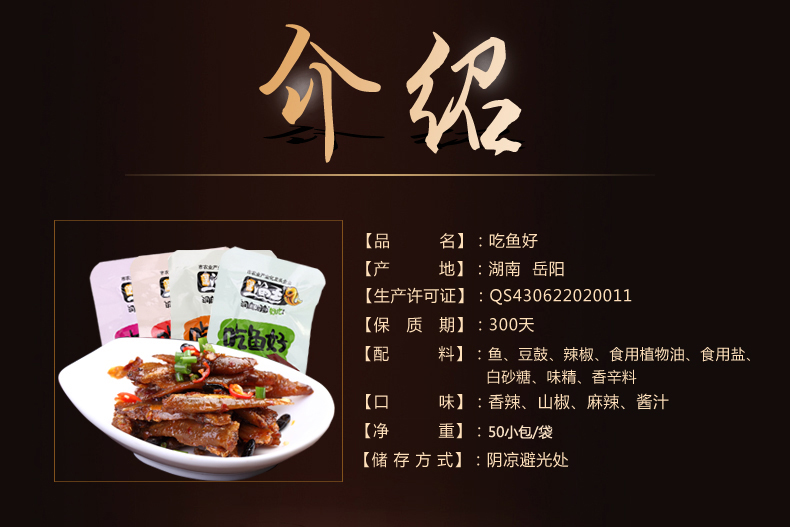 介绍
【品 名】：吃鱼好
【产 地】：湖南 岳阳
【生产许可证】：QS430622020011
【保 质 期】：300天
【配 料】：鱼、豆鼓、辣椒、食用植物油、食用盐、
白砂糖、味精、香辛料
【口 味】：香辣、山椒、麻辣、酱汁
【净 重】：50小包/袋
【储 存 方 式】：阴凉避光处
吃鱼好